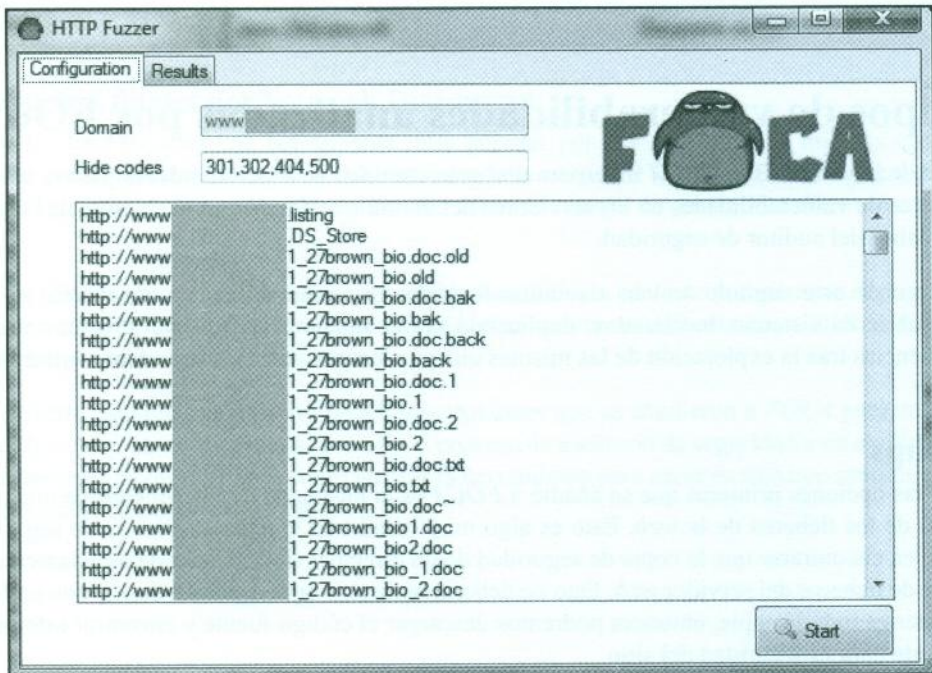 HTTP Fuzzer
Configuration Results
Domain www
FOCA
Hide codes 301,302,404,500
http://www .listing
http://www .DS_Store
http://www 1_27brown_bio.doc.old
http://www 1_27brown_bio.old
http://www 1_27brown_bio.doc.bak
http://www 1_27brown_bio.bak
http://www 1_27brown_bio.doc.back
http://www 1_27brown_bio.back
http://www 1_27brown_bio.doc.1
http://www 1_27brown_bio.1
http://www 1_27brown_bio.doc.2
http://www 1_27brown_bio.2
http://www 1_27brown_bio.doc.txt
http://www 1_27brown_bio.txt
http://www 1_27brown_bio.doc~
http://www 1_27brown_bio1.doc
http://www 1_27brown_bio2.doc
http://www 1_27brown_bio_1.doc
http://www 1_27brown_bio_2.doc
Start